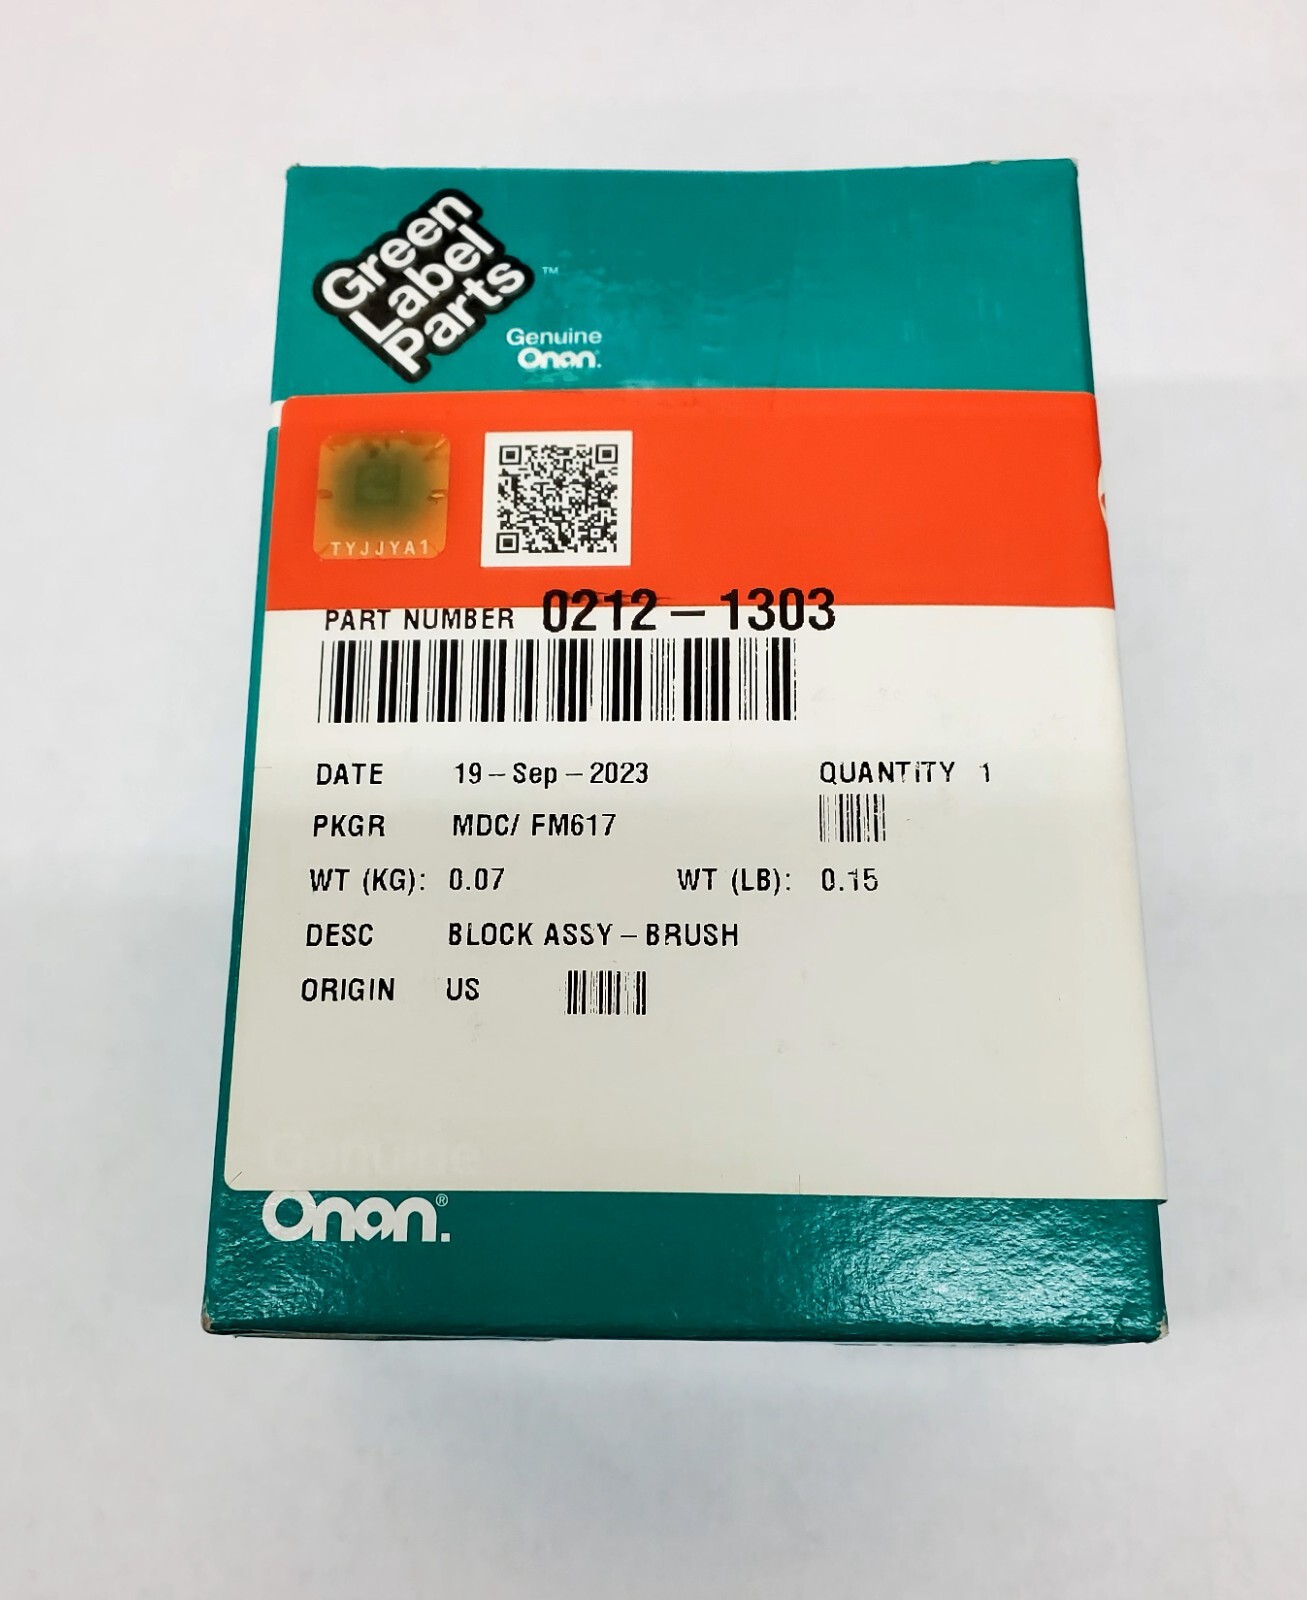 Green
Label
Parts
™
Genuine
Onan.
TYJJYA1
PART NUMBER 0212-1303
DATE 19-Sep-2023 QUANTITY 1
PKGR MDC/ FM617
WT (KG): 0.07 WT (LB): 0.15
DESC BLOCK ASSY-BRUSH
ORIGIN US
Genuine
Onan®.